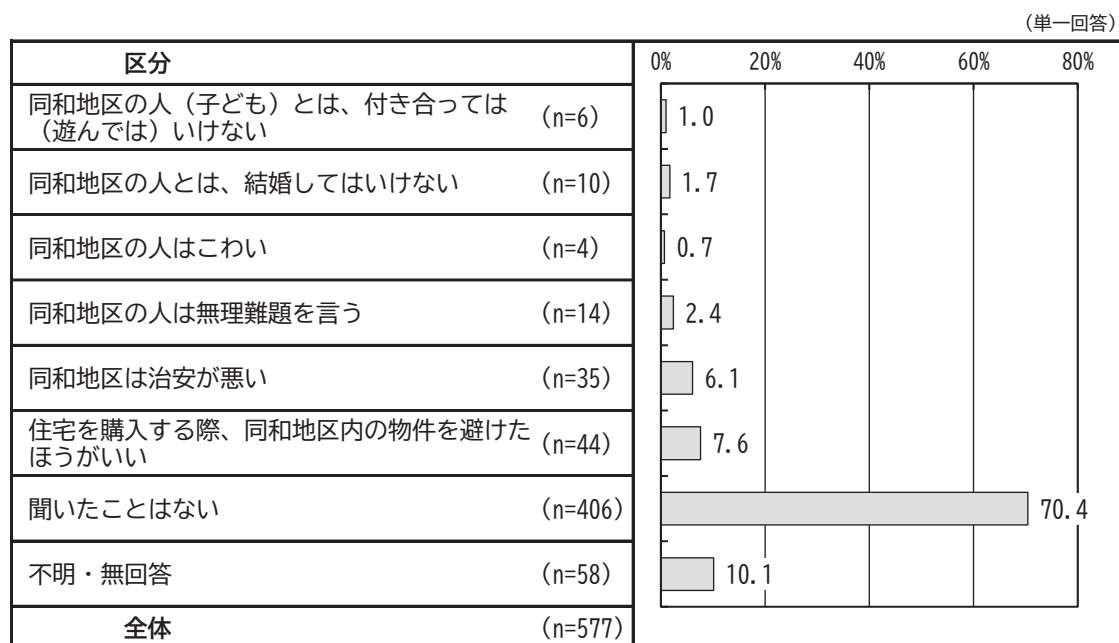 （単一回答）
区分
0% 20% 40% 60% 80%
同和地区の人（子ども）とは、付き合っては
（遊んでは）いけない
(n=6)
1.0
同和地区の人とは、結婚してはいけない (n=10) 1.7
同和地区の人はこわい (n=4) 0.7
同和地区の人は無理難題を言う (n=14) 2.4
同和地区は治安が悪い (n=35) 6.1
住宅を購入する際、同和地区内の物件を避けた
ほうがいい
(n=44)
7.6
聞いたことはない (n=406) 70.4
不明・無回答 (n=58) 10.1
全体 (n=577)